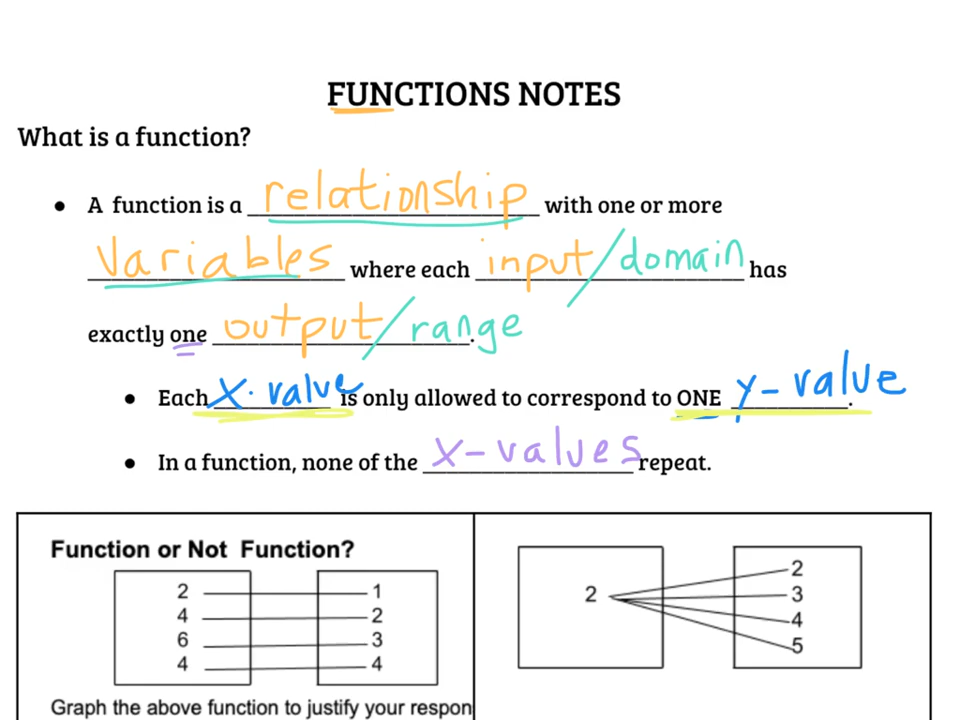 FUNCTIONS NOTES
What is a function?
• A function is a relationship with one or more
variables where each input/domain has
exactly one output/range.
• Each x-value is only allowed to correspond to ONE y-value.
• In a function, none of the x-values repeat.
Function or Not Function?
2 1
4 2
6 3
4 4
Graph the above function to justify your respon
2 2
3
4
5